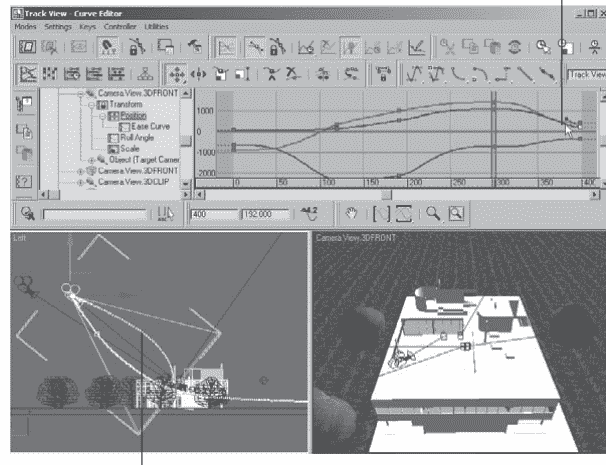 Track View - Curve Editor
Modes Settings Keys Controller Utilities
Track View
Camera View.3DFRONT
Transform
Position
Ease Curve
Roll Angle
Scale
Object (Target Camer
Camera View.3DFRONT
Camera View.3DCLIP
1000
0
-1000
2000
0 50 100 150 200 250 300 350 400
400 192.000
Left
Camera View.3DFRONT